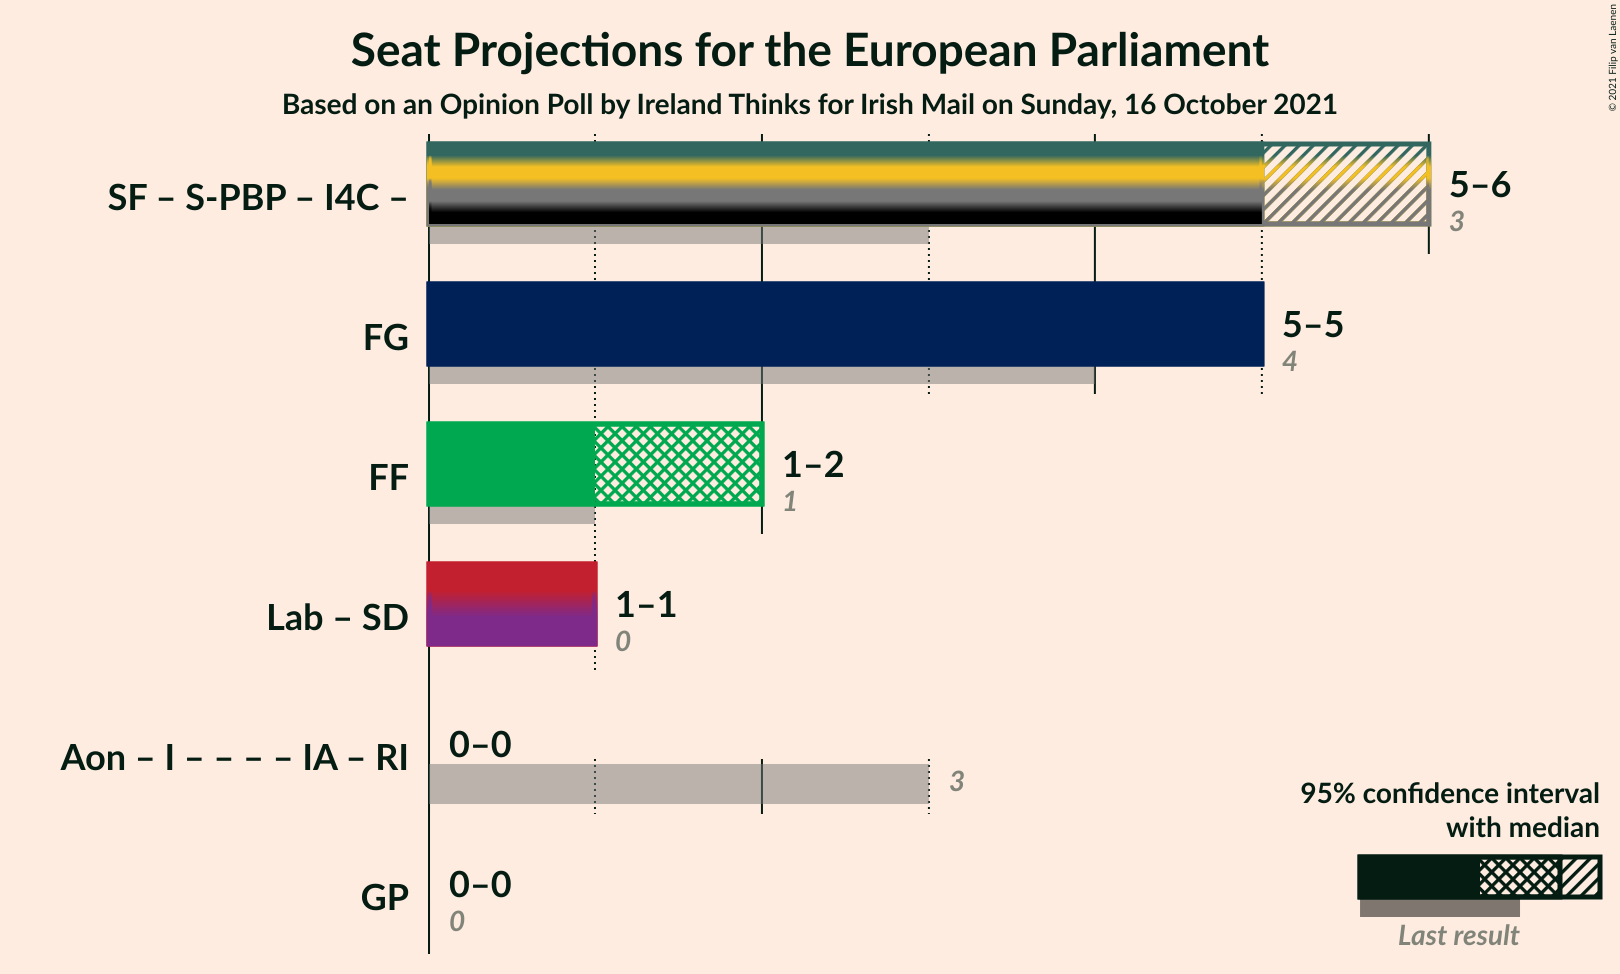 Seat Projections for the European Parliament
Based on an Opinion Poll by Ireland Thinks for Irish Mail on Sunday, 16 October 2021
© 2021 Filip van Laenen
SF – S-PBP – I4C –
5–6
3
FG
5–5
4
FF
1–2
1
Lab – SD
1–1
0
Aon – I – – – – IA – RI
0–0
3
GP
0–0
0
95% confidence interval
with median
Last result